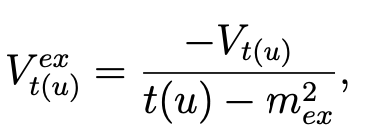 V^{ex}_{t(u)} = \frac{-V_{t(u)}}{t(u) - m^2_{ex}},